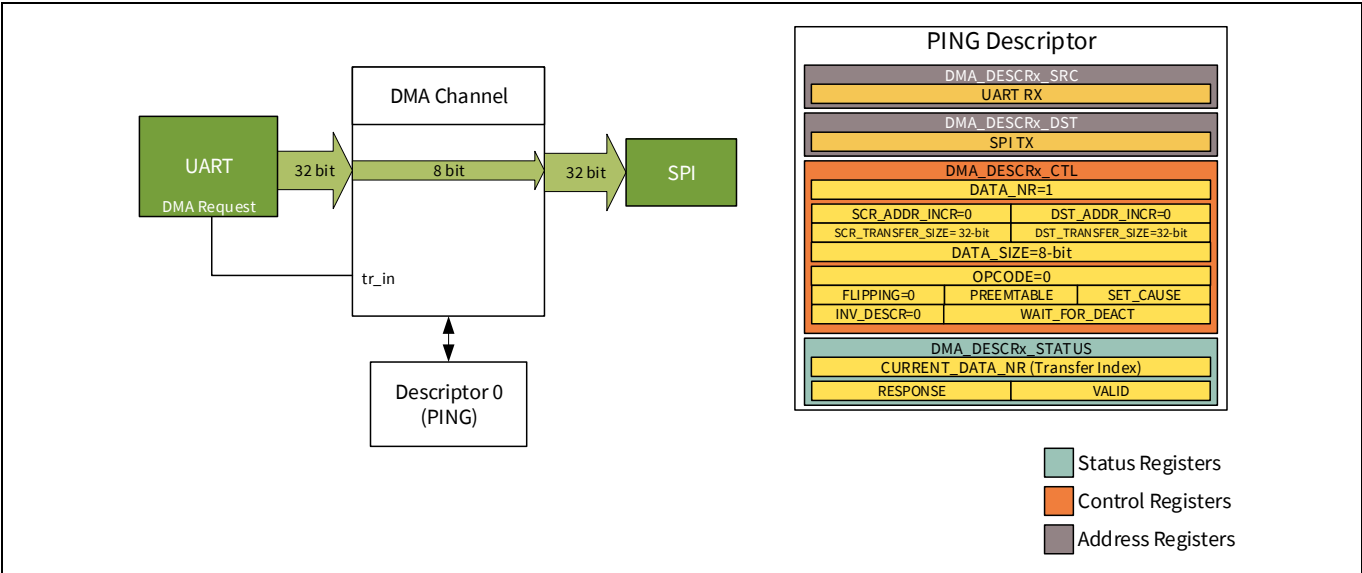 DMA Channel
UART
DMA Request
32 bit
8 bit
32 bit
SPI
tr_in
Descriptor 0
(PING)
PING Descriptor
DMA_DESCRx_SRC
UART RX
DMA_DESCRx_DST
SPI TX
DMA_DESCRx_CTL
DATA_NR=1
SCR_ADDR_INCR=0 DST_ADDR_INCR=0
SCR_TRANSFER_SIZE= 32-bit DST_TRANSFER_SIZE=32-bit
DATA_SIZE=8-bit
OPCODE=0
FLIPPING=0 PREEMTABLE SET_CAUSE
INV_DESCR=0 WAIT_FOR_DEACT
DMA_DESCRx_STATUS
CURRENT_DATA_NR (Transfer Index)
RESPONSE VALID
Status Registers
Control Registers
Address Registers